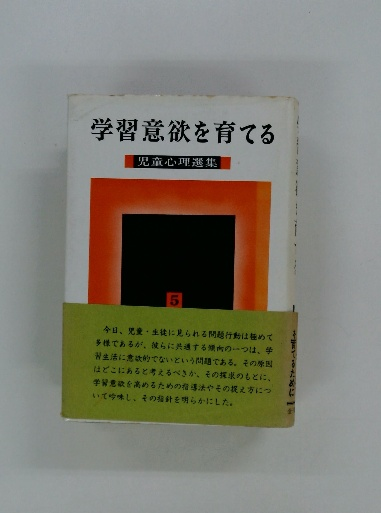 学習意欲を育てる
児童心理選集
5
今日、児童・生徒に見られる問題行動は極めて
多様であるが、彼らに共通する傾向の一つは、学
習生活に意欲的でないという問題である。その原因
はどこにあると考えるべきか。その探求のもとに、
学習意欲を高めるための指導法やその捉え方につ
いて吟味し、その指針を明らかにした。